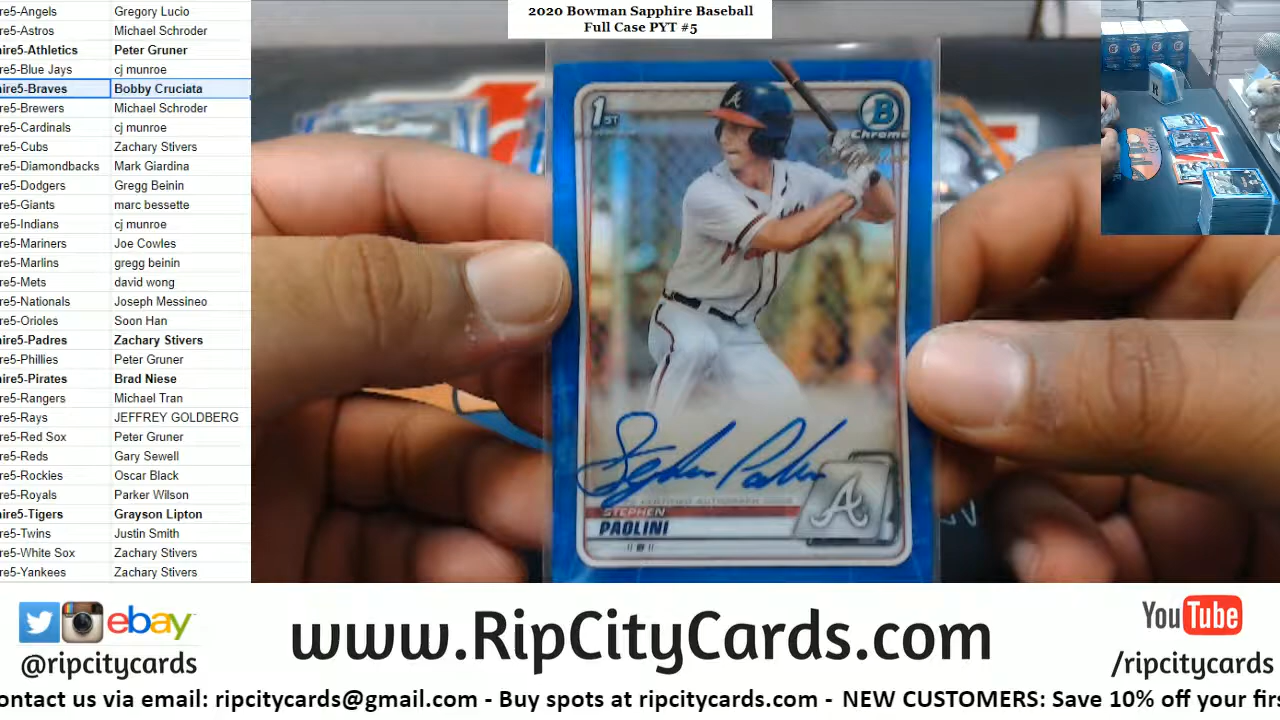 2020 Bowman Sapphire Baseball
Full Case PYT #5
re5-Angels Gregory Lucio
re5-Astros Michael Schroder
ire5-Athletics Peter Gruner
re5-Blue Jays cj munroe
ire5-Braves Bobby Cruciata
re5-Brewers Michael Schroder
re5-Cardinals cj munroe
re5-Cubs Zachary Stivers
re5-Diamondbacks Mark Giardina
re5-Dodgers Gregg Beinin
re5-Giants marc bessette
re5-Indians cj munroe
re5-Mariners Joe Cowles
re5-Marlins gregg beinin
re5-Mets david wong
re5-Nationals Joseph Messineo
re5-Orioles Soon Han
ire5-Padres Zachary Stivers
re5-Phillies Peter Gruner
ire5-Pirates Brad Niese
re5-Rangers Michael Tran
re5-Rays JEFFREY GOLDBERG
re5-Red Sox Peter Gruner
re5-Reds Gary Sewell
re5-Rockies Oscar Black
re5-Royals Parker Wilson
ire5-Tigers Grayson Lipton
re5-Twins Justin Smith
re5-White Sox Zachary Stivers
re5-Yankees Zachary Stivers
1ST
B
Chrome
A
Stephen Paolini
CERTIFIED AUTOGRAPH ISSUE
STEPHEN
PAOLINI
A
ebay
@ripcitycards
www.RipCityCards.com
YouTube
/ripcitycards
ontact us via email: ripcitycards@gmail.com - Buy spots at ripcitycards.com - NEW CUSTOMERS: Save 10% off your firs